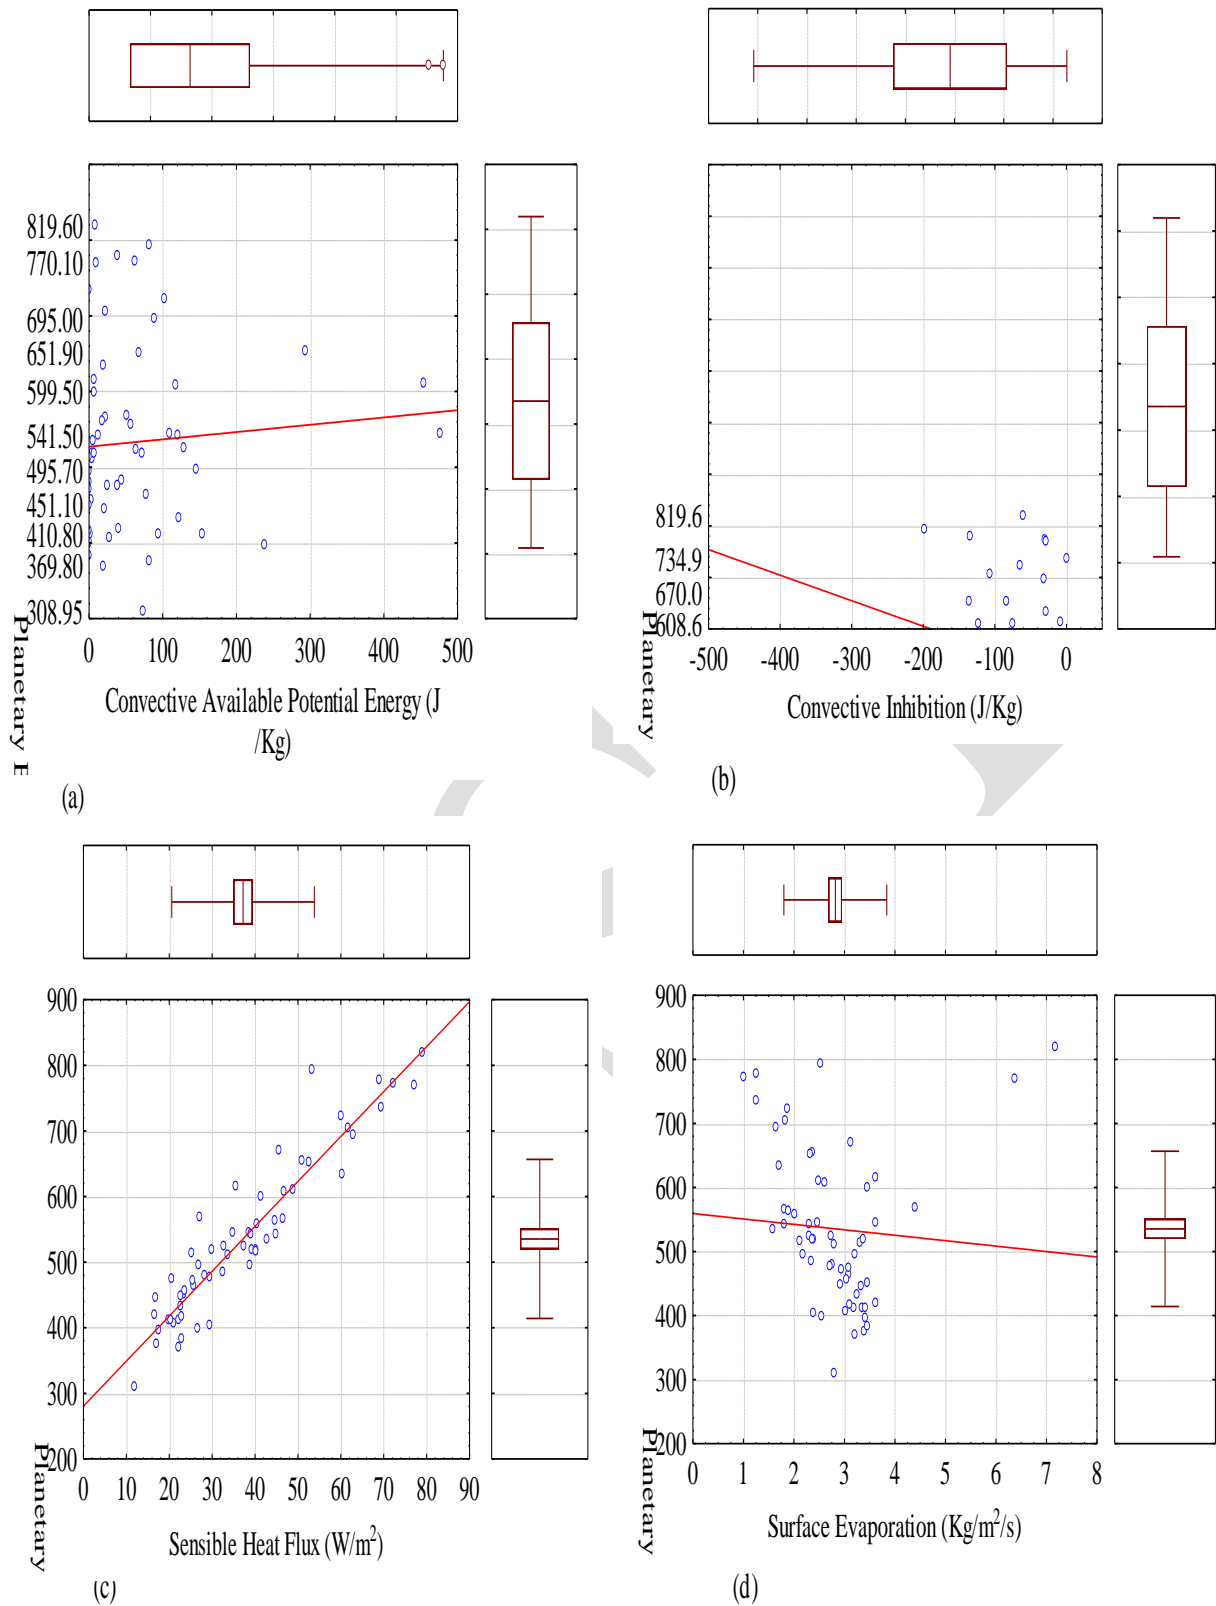 819.60
770.10
695.00
651.90
599.50
541.50
495.70
451.10
410.80
369.80
308.95
Planetary E
0 100 200 300 400 500
Convective Available Potential Energy (J
/Kg)
(a)
819.6
734.9
670.0
608.6
Planetary
-500 -400 -300 -200 -100 0
Convective Inhibition (J/Kg)
(b)
900
800
700
600
500
400
300
200
Planetary
0 10 20 30 40 50 60 70 80 90
Sensible Heat Flux (W/m²)
(c)
900
800
700
600
500
400
300
200
Planetary
0 1 2 3 4 5 6 7 8
Surface Evaporation (Kg/m²/s)
(d)